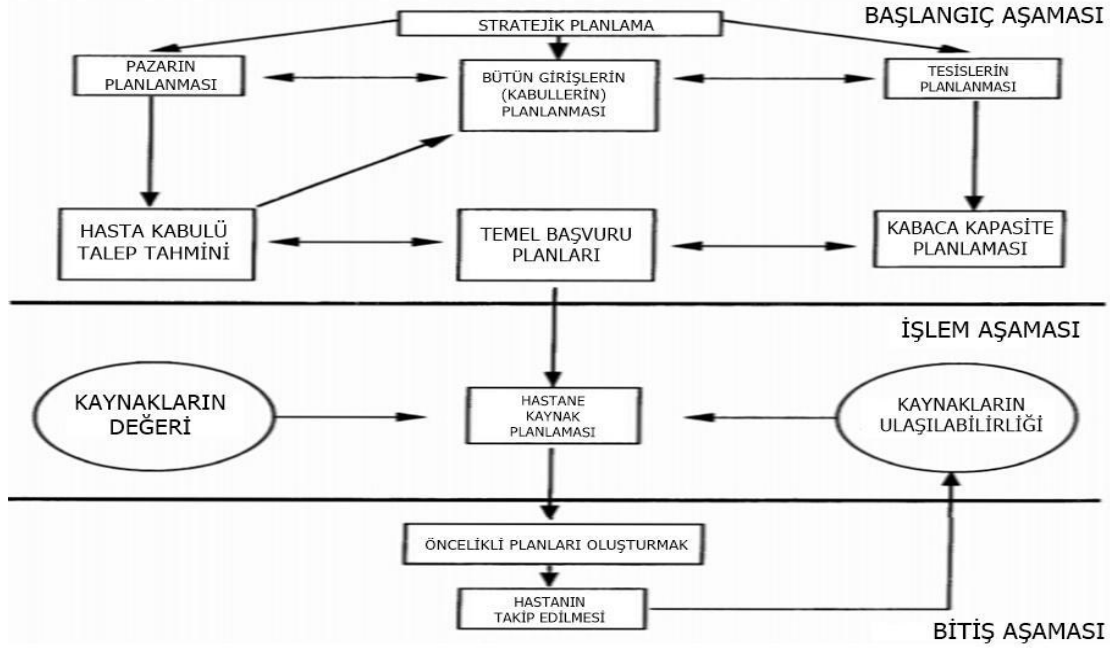 BAŞLANGIÇ AŞAMASI
STRATEJİK PLANLAMA
PAZARIN
PLANLANMASI
BÜTÜN GİRİŞLERİN
(KABULLERİN)
PLANLANMASI
TESİSLERİN
PLANLANMASI
HASTA KABULÜ
TALEP TAHMİNİ
TEMEL BAŞVURU
PLANLARI
KABACA KAPASİTE
PLANLAMASI
İŞLEM AŞAMASI
KAYNAKLARIN
DEĞERİ
HASTANE
KAYNAK
PLANLAMASI
KAYNAKLARIN
ULAŞILABİLİRLİĞİ
ÖNCELİKLİ PLANLARI OLUŞTURMAK
HASTANIN
TAKİP EDİLMESİ
BİTİŞ AŞAMASI